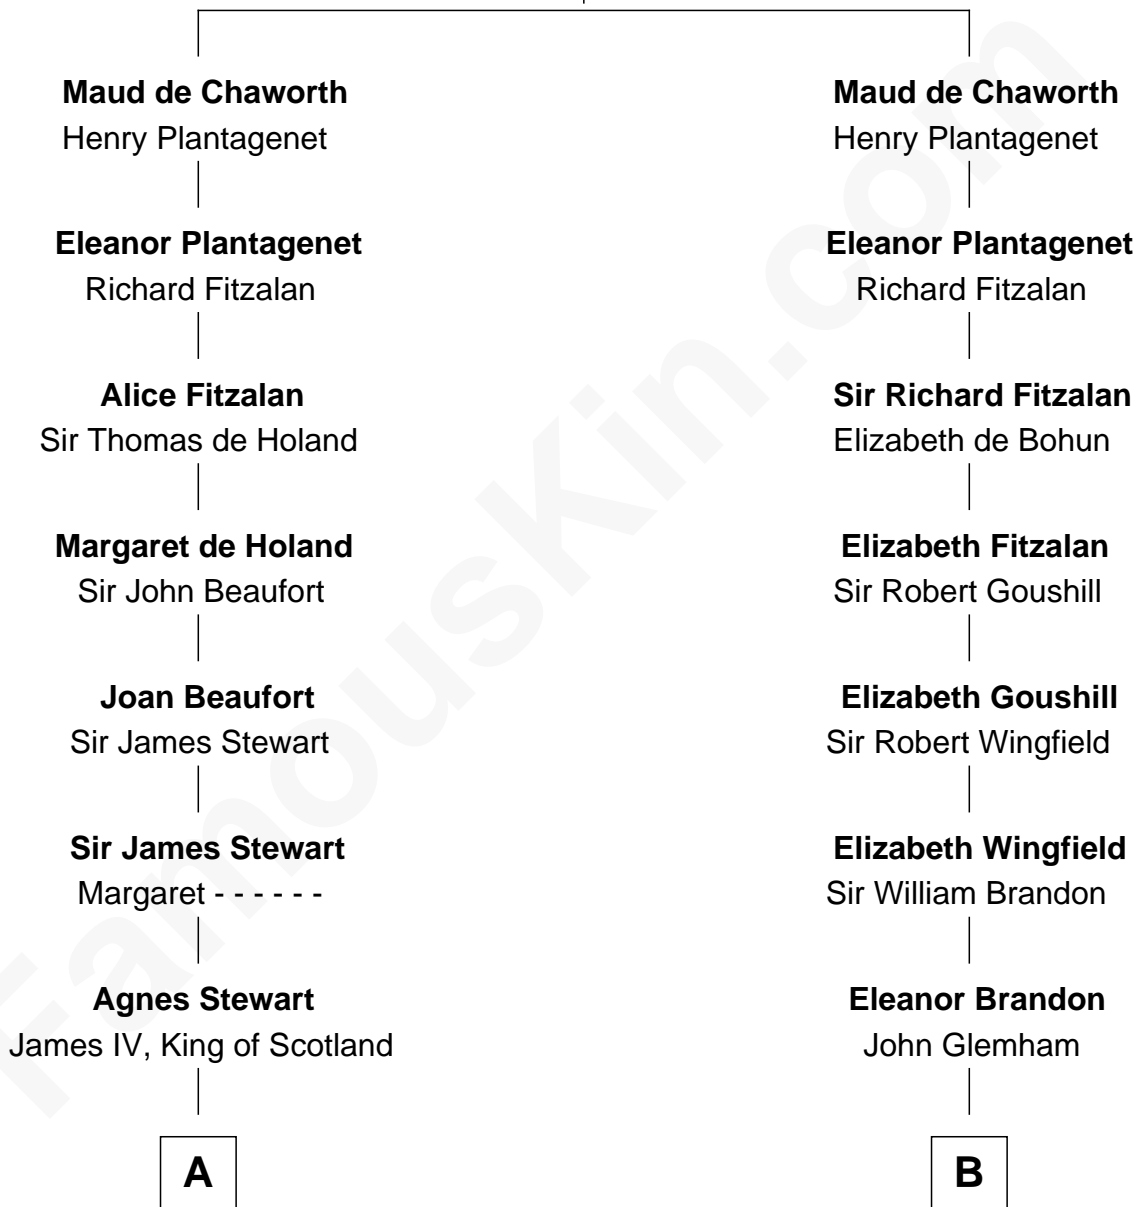 Maud de Chaworth
Henry Plantagenet
Eleanor Plantagenet
Richard Fitzalan
Alice Fitzalan
Sir Thomas de Holand
Margaret de Holand
Sir John Beaufort
Joan Beaufort
Sir James Stewart
Sir James Stewart
Margaret - - - - - -
Agnes Stewart
James IV, King of Scotland
A
Maud de Chaworth
Henry Plantagenet
Eleanor Plantagenet
Richard Fitzalan
Sir Richard Fitzalan
Elizabeth de Bohun
Elizabeth Fitzalan
Sir Robert Goushill
Elizabeth Goushill
Sir Robert Wingfield
Elizabeth Wingfield
Sir William Brandon
Eleanor Brandon
John Glemham
B
FamousKin.com